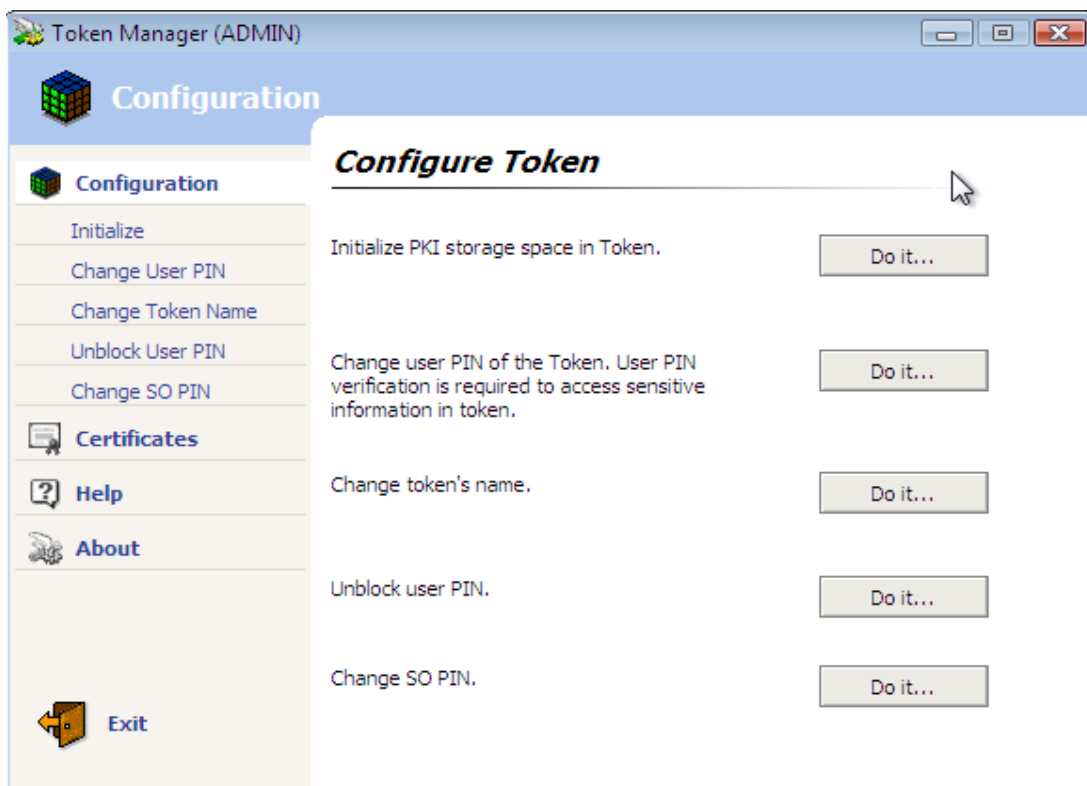 Token Manager (ADMIN)
Configuration
Configuration
Initialize
Change User PIN
Change Token Name
Unblock User PIN
Change SO PIN
Certificates
Help
About
Exit
Configure Token
Initialize PKI storage space in Token.
Do it...
Change user PIN of the Token. User PIN
verification is required to access sensitive
information in token.
Do it...
Change token's name.
Do it...
Unblock user PIN.
Do it...
Change SO PIN.
Do it...